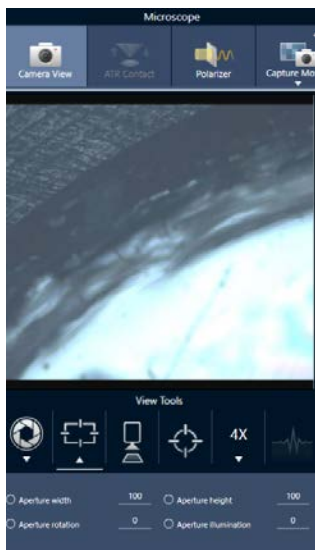 Microscope
Camera View
ATR Contact
Polarizer
Capture Mo
View Tools
4X
Aperture width 100
Aperture height 100
Aperture rotation 0
Aperture illumination 0